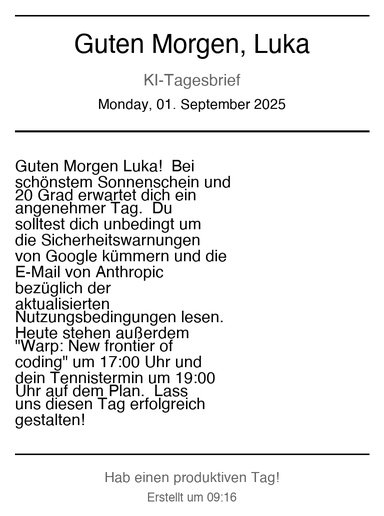 Guten Morgen, Luka
KI-Tagesbrief
Monday, 01. September 2025
Guten Morgen Luka!  Bei
schönstem Sonnenschein und
20 Grad erwartet dich ein
angenehmer Tag.  Du
solltest dich unbedingt um
die Sicherheitswarnungen
von Google kümmern und die
E-Mail von Anthropic
bezüglich der
aktualisierten
Nutzungsbedingungen lesen.
Heute stehen außerdem
"Warp: New frontier of
coding" um 17:00 Uhr und
dein Tennistermin um 19:00
Uhr auf dem Plan.  Lass
uns diesen Tag erfolgreich
gestalten!
Hab einen produktiven Tag!
Erstellt um 09:16